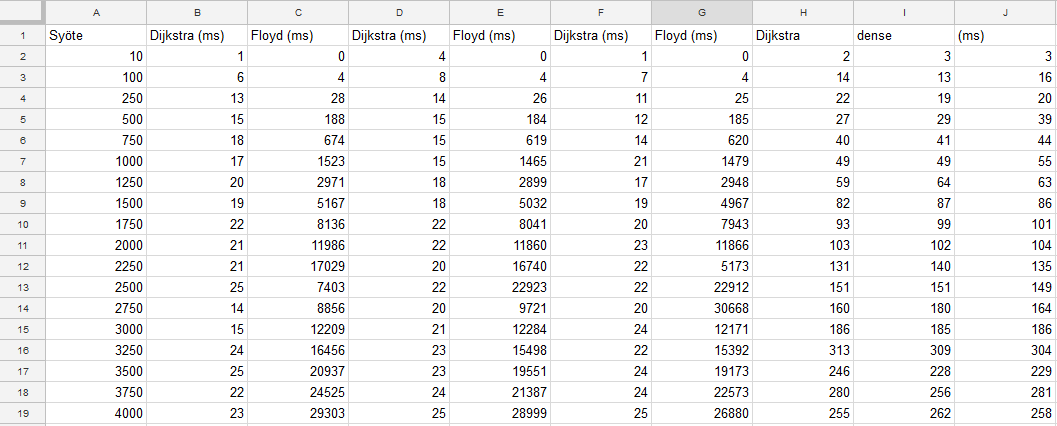 A B C D E F G H I J
1 Syöte Dijkstra (ms) Floyd (ms) Dijkstra (ms) Floyd (ms) Dijkstra (ms) Floyd (ms) Dijkstra dense (ms)
2 10 1 0 4 0 1 0 2 3 3
3 100 6 4 8 4 7 4 14 13 16
4 250 13 28 14 26 11 25 22 19 20
5 500 15 188 15 184 12 185 27 29 39
6 750 18 674 15 619 14 620 40 41 44
7 1000 17 1523 15 1465 21 1479 49 49 55
8 1250 20 2971 18 2899 17 2948 59 64 63
9 1500 19 5167 18 5032 19 4967 82 87 86
10 1750 22 8136 22 8041 20 7943 93 99 101
11 2000 21 11986 22 11860 23 11866 103 102 104
12 2250 21 17029 20 16740 22 5173 131 140 135
13 2500 25 7403 22 22923 22 22912 151 151 149
14 2750 14 8856 20 9721 20 30668 160 180 164
15 3000 15 12209 21 12284 24 12171 186 185 186
16 3250 24 16456 23 15498 22 15392 313 309 304
17 3500 25 20937 23 19551 24 19173 246 228 229
18 3750 22 24525 24 21387 24 22573 280 256 281
19 4000 23 29303 25 28999 25 26880 255 262 258